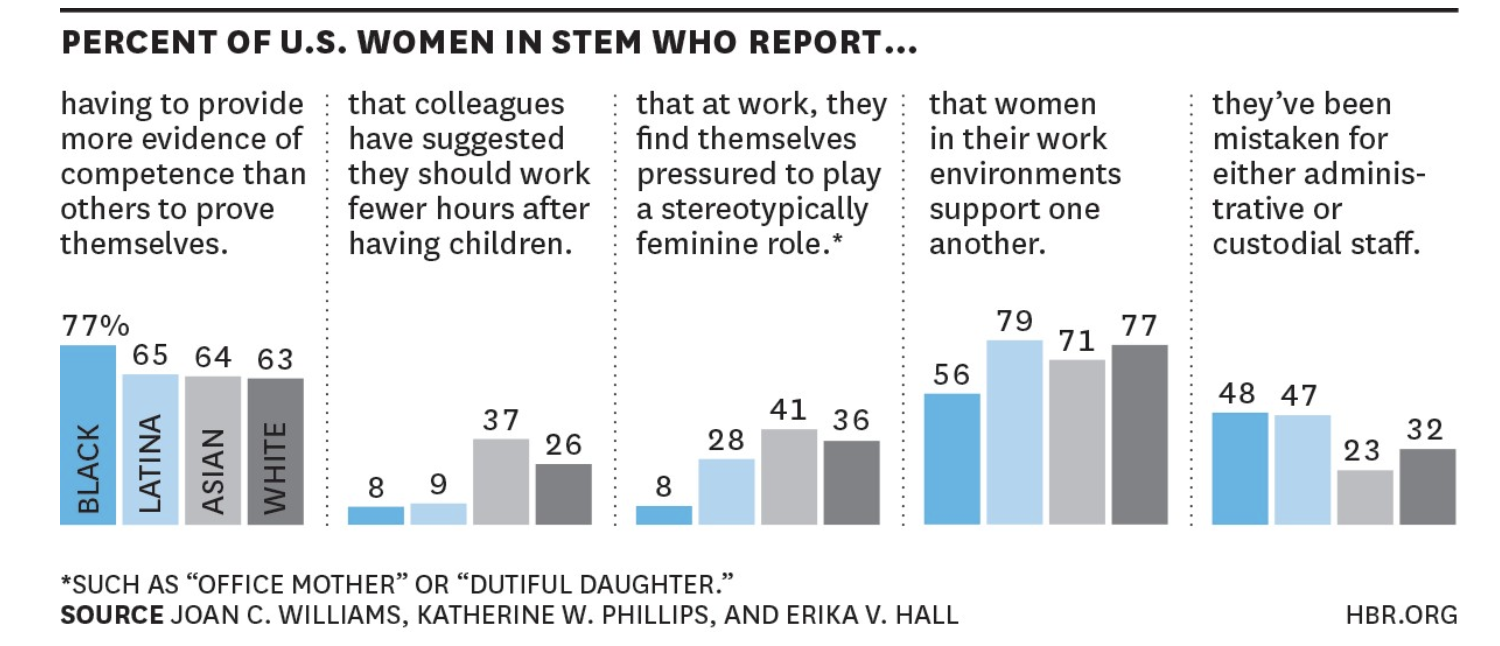 PERCENT OF U.S. WOMEN IN STEM WHO REPORT...
having to provide
more evidence of
competence than
others to prove
themselves.
77%
65
64
63
BLACK
LATINA
ASIAN
WHITE
that colleagues
have suggested
they should work
fewer hours after
having children.
8
9
37
26
that at work, they
find themselves
pressured to play
a stereotypically
feminine role.*
8
28
41
36
that women
in their work
environments
support one
another.
56
79
71
77
they’ve been
mistaken for
either adminis-
trative or
custodial staff.
48
47
23
32
*SUCH AS “OFFICE MOTHER” OR “DUTIFUL DAUGHTER.”
SOURCE JOAN C. WILLIAMS, KATHERINE W. PHILLIPS, AND ERIKA V. HALL
HBR.ORG